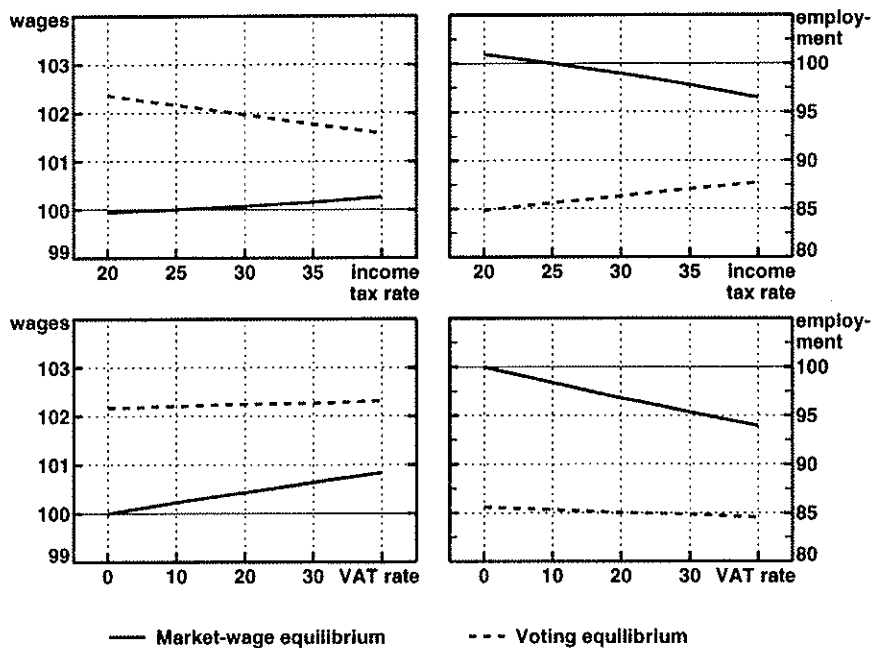 wages
103
102
101
100
99
20 25 30 35 income
tax rate
employ-
ment
100
95
90
85
80
20 25 30 35 income
tax rate
wages
103
102
101
100
99
0 10 20 30 VAT rate
employ-
ment
100
95
90
85
80
0 10 20 30 VAT rate
Market-wage equilibrium
Voting equilibrium